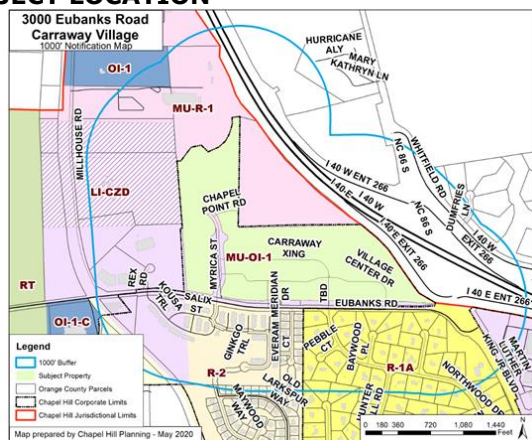 3000 Eubanks Road
Carraway Village
1000' Notification Map
OI-1
HURRICANE
ALY
MARY
KATHRYN LN
MU-R-1
MILLHOUSE RD
WHITFIELD RD
NC 86 S
I 40 W ENT 266
I 40 W
I 40 E
I 40 E EXIT 266
NC 86 S
DUMFRIES
LN
I 40 W
EXIT 266
LI-CZD
CHAPEL
POINT RD
MYRICA ST
CARRAWAY
XING
VILLAGE
CENTER DR
MU-OI-1
RT
REX
RD
KOUSA
TRL
SALIX
ST
MERIDIAN
DR
TBD
EUBANKS RD
I 40 E ENT 266
OI-1-C
GINKGO
TRL
EVERAM
CT
PEBBLE
CT
BAYWOOD
PL
R-1A
MARTIN
LUTHER
KING JR BLVD
NORTHWOOD DR
R-2
OLD
LARKSPUR
WAY
MAYWOOD
WAY
Legend
1000' Buffer
Subject Property
Orange County Parcels
Chapel Hill Corporate Limits
Chapel Hill Jurisdictional Limits
0 180 360 720 1,080 1,440
Feet
Map prepared by Chapel Hill Planning - May 2020